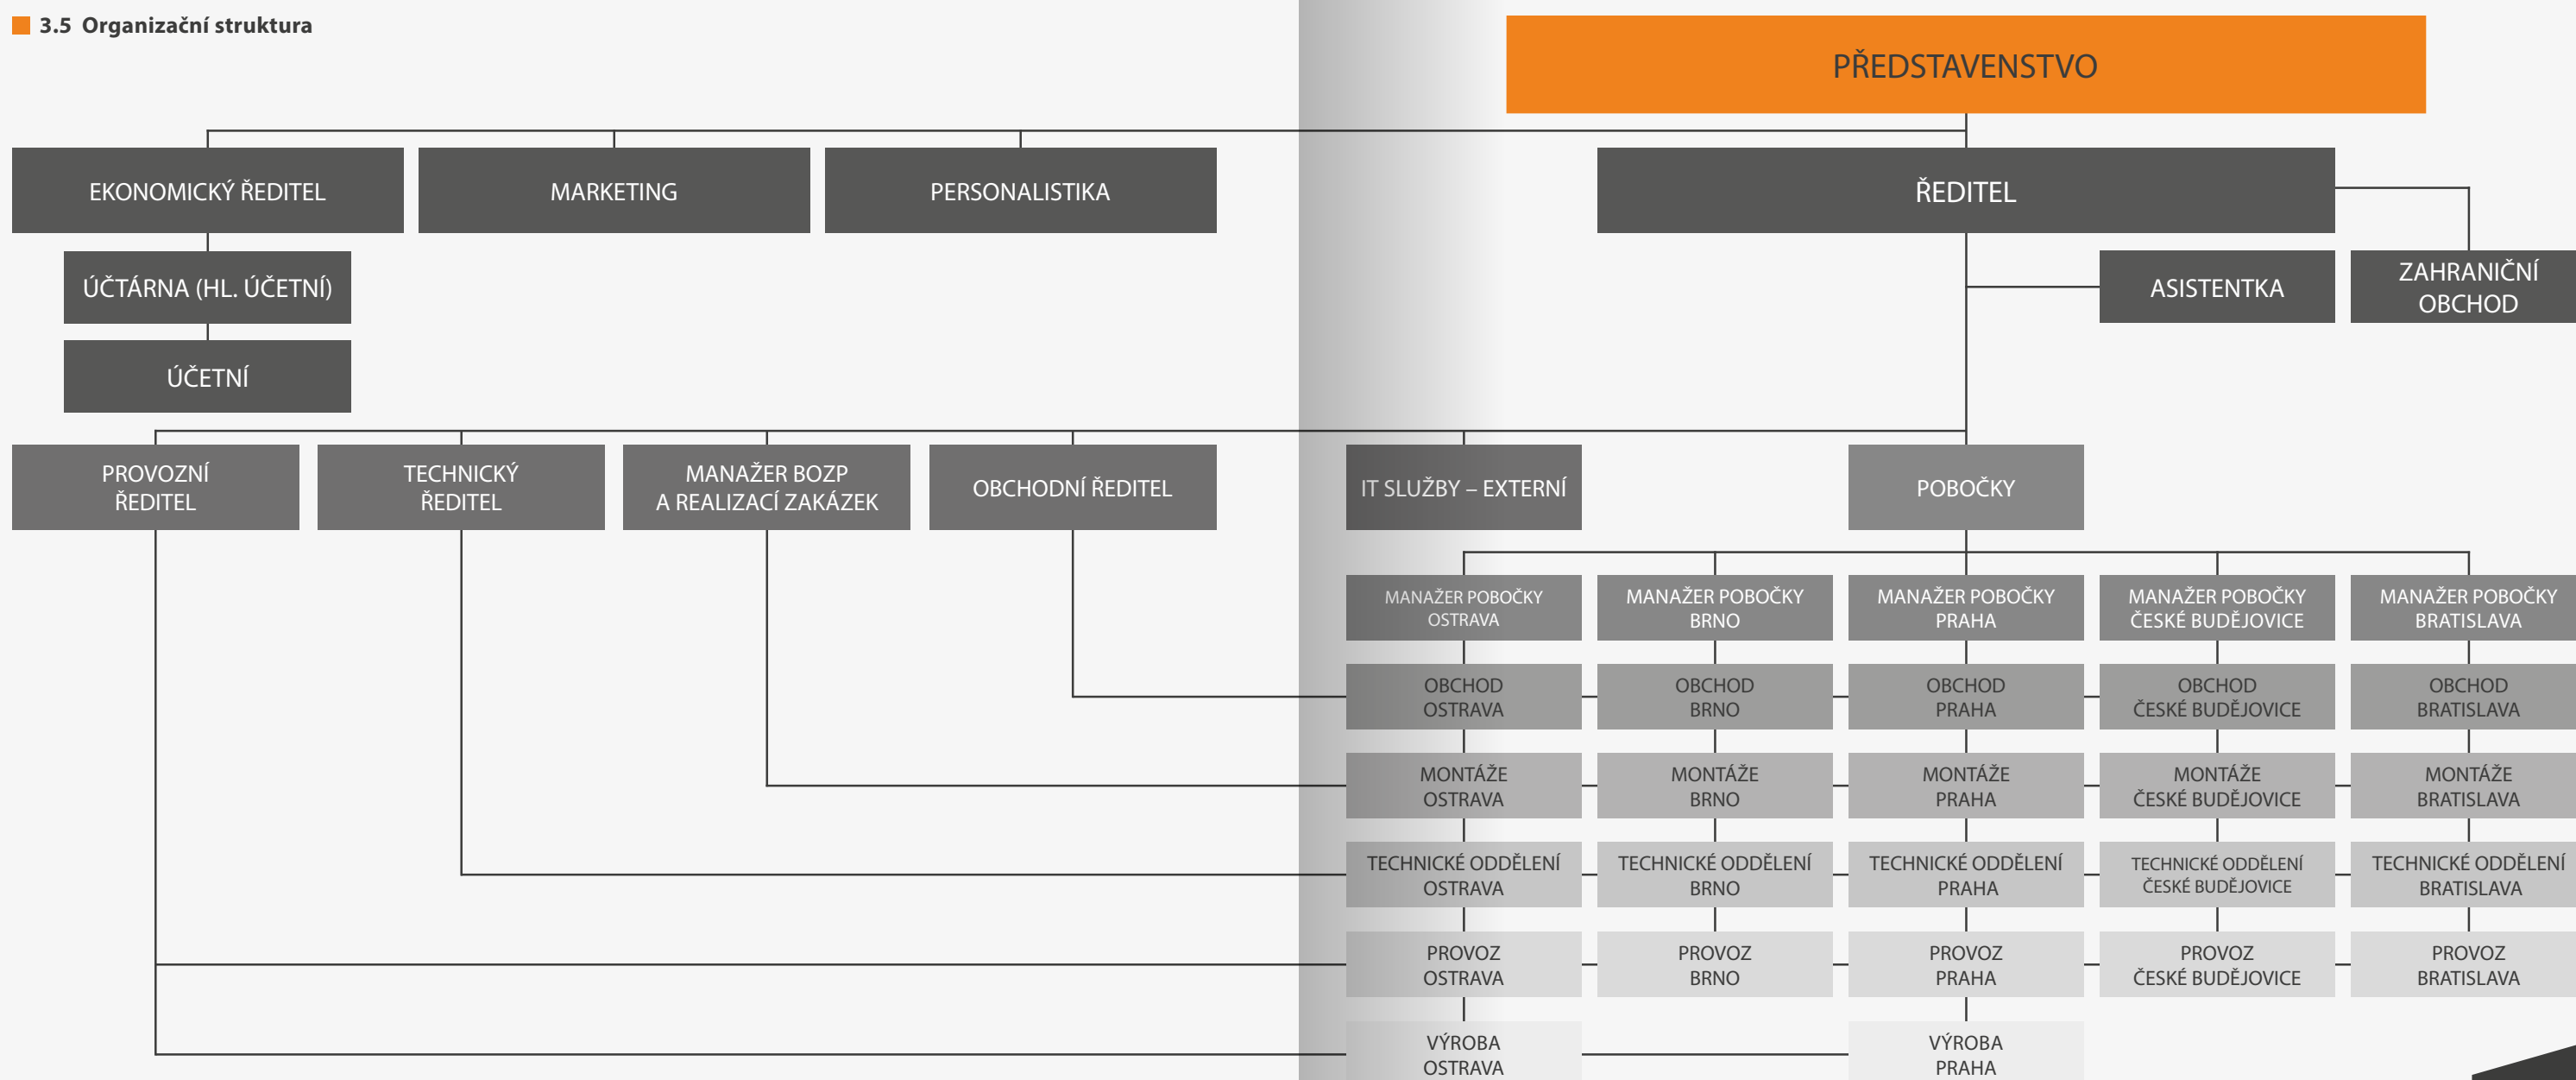 3.5 Organizační struktura
PŘEDSTAVENSTVO
EKONOMICKÝ ŘEDITEL
MARKETING
PERSONALISTIKA
ŘEDITEL
ÚČTÁRNA (HL. ÚČETNÍ)
ASISTENTKA
ZAHRANIČNÍ
OBCHOD
ÚČETNÍ
PROVOZNÍ
ŘEDITEL
TECHNICKÝ
ŘEDITEL
MANAŽER BOZP
A REALIZACÍ ZAKÁZEK
OBCHODNÍ ŘEDITEL
IT SLUŽBY – EXTERNÍ
POBOČKY
MANAŽER POBOČKY
OSTRAVA
MANAŽER POBOČKY
BRNO
MANAŽER POBOČKY
PRAHA
MANAŽER POBOČKY
ČESKÉ BUDĚJOVICE
MANAŽER POBOČKY
BRATISLAVA
OBCHOD
OSTRAVA
OBCHOD
BRNO
OBCHOD
PRAHA
OBCHOD
ČESKÉ BUDĚJOVICE
OBCHOD
BRATISLAVA
MONTÁŽE
OSTRAVA
MONTÁŽE
BRNO
MONTÁŽE
PRAHA
MONTÁŽE
ČESKÉ BUDĚJOVICE
MONTÁŽE
BRATISLAVA
TECHNICKÉ ODDĚLENÍ
OSTRAVA
TECHNICKÉ ODDĚLENÍ
BRNO
TECHNICKÉ ODDĚLENÍ
PRAHA
TECHNICKÉ ODDĚLENÍ
ČESKÉ BUDĚJOVICE
TECHNICKÉ ODDĚLENÍ
BRATISLAVA
PROVOZ
OSTRAVA
PROVOZ
BRNO
PROVOZ
PRAHA
PROVOZ
ČESKÉ BUDĚJOVICE
PROVOZ
BRATISLAVA
VÝROBA
OSTRAVA
VÝROBA
PRAHA